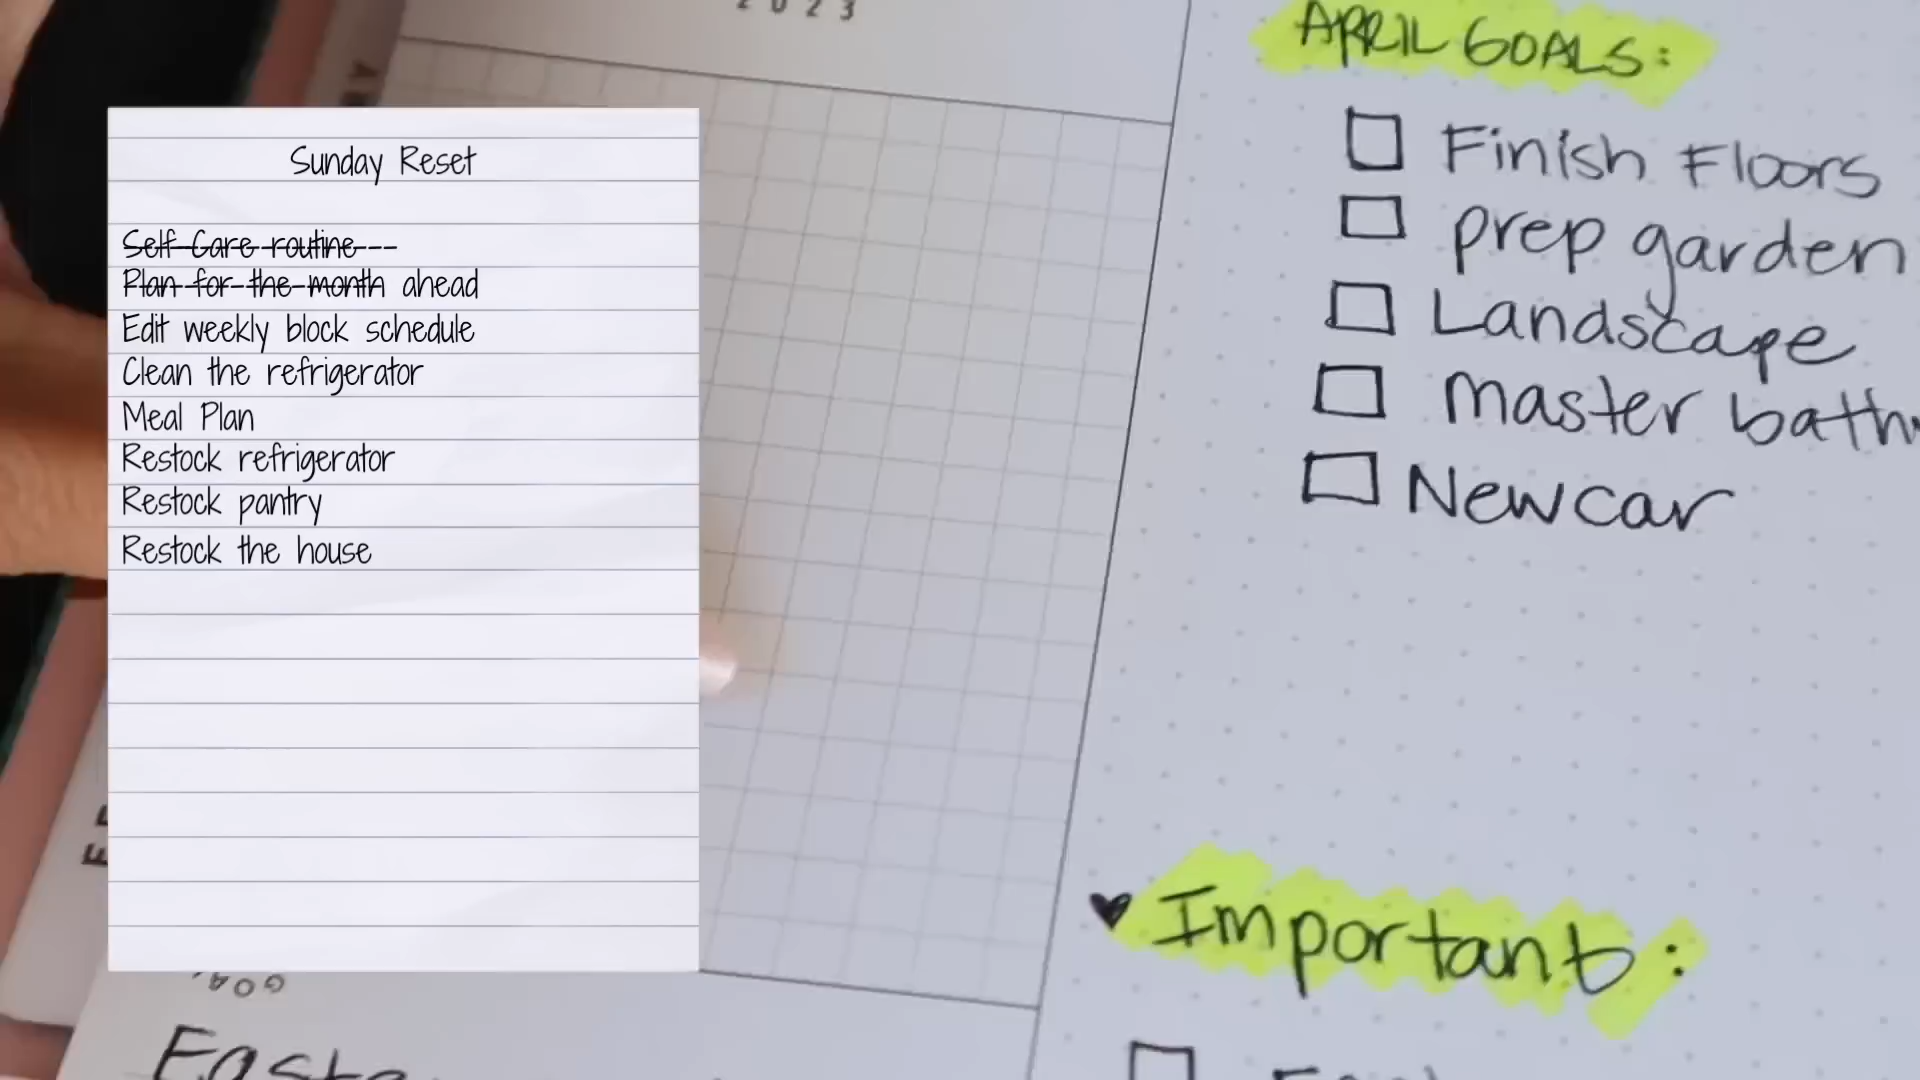 2023
Sunday Reset
Self Care routine
Plan for the month ahead
Edit weekly block schedule
Clean the refrigerator
Meal Plan
Restock refrigerator
Restock pantry
Restock the house
APRIL GOALS:
Finish Floors
prep garden
Landscape
master
New car
♥ Important: